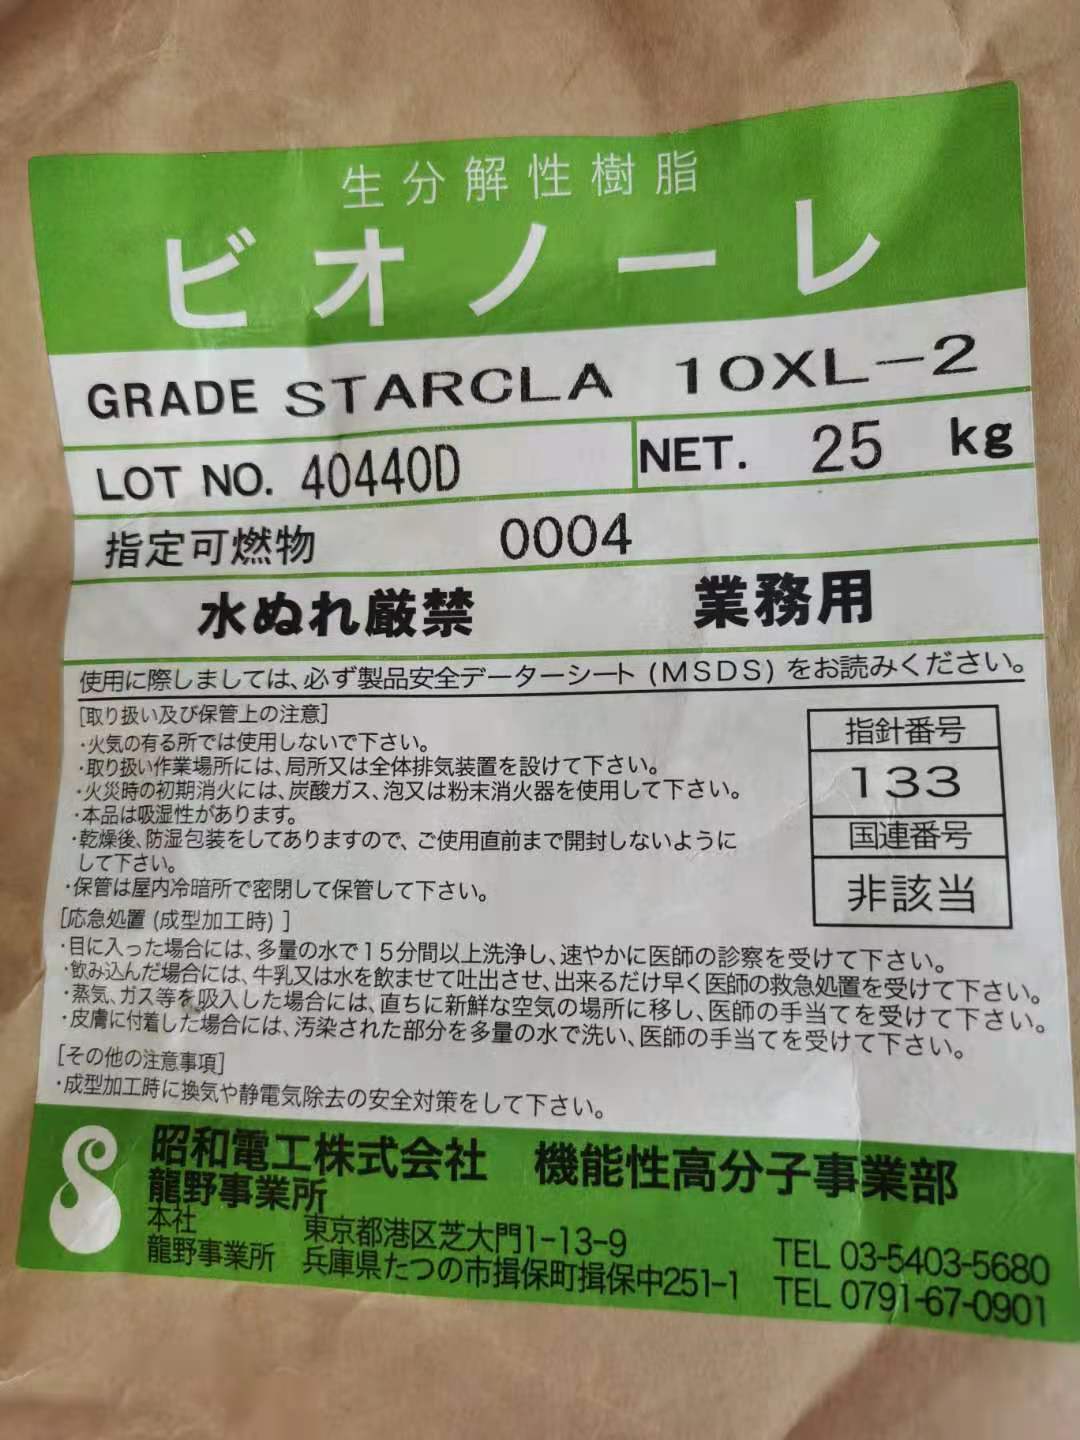 生分解性樹脂
ビオノーレ
GRADE STARCLA 10XL-2
LOT NO. 40440D NET. 25 kg
指定可燃物 0004
水ぬれ厳禁 業務用
使用に際しましては、必ず製品安全データーシート(MSDS)をお読みください。
[取り扱い及び保管上の注意]
・火気の有る所では使用しないで下さい。
・取り扱い作業場所には、局所又は全体排気装置を設けて下さい。
・火災時の初期消火には、炭酸ガス、泡又は粉末消火器を使用して下さい。
・本品は吸湿性があります。
・乾燥後、防湿包装をしてありますので、ご使用直前まで開封しないように
して下さい。
・保管は屋内冷暗所で密閉して保管して下さい。
指針番号
133
国連番号
非該当
[応急処置(成型加工時)]
・目に入った場合には、多量の水で15分間以上洗浄し、速やかに医師の診察を受けて下さい。
・飲み込んだ場合には、牛乳又は水を飲ませて吐出させ、出来るだけ早く医師の救急処置を受けて下さい。
・蒸気、ガス等を吸入した場合には、直ちに新鮮な空気の場所に移し、医師の手当てを受けて下さい。
・皮膚に付着した場合には、汚染された部分を多量の水で洗い、医師の手当てを受けて下さい。
[その他の注意事項]
・成型加工時に換気や静電気除去の安全対策をして下さい。
昭和電工株式会社 機能性高分子事業部
龍野事業所
本社 東京都港区芝大門1-13-9 TEL 03-5403-5680
龍野事業所 兵庫県たつの市揖保町揖保中251-1 TEL 0791-67-0901